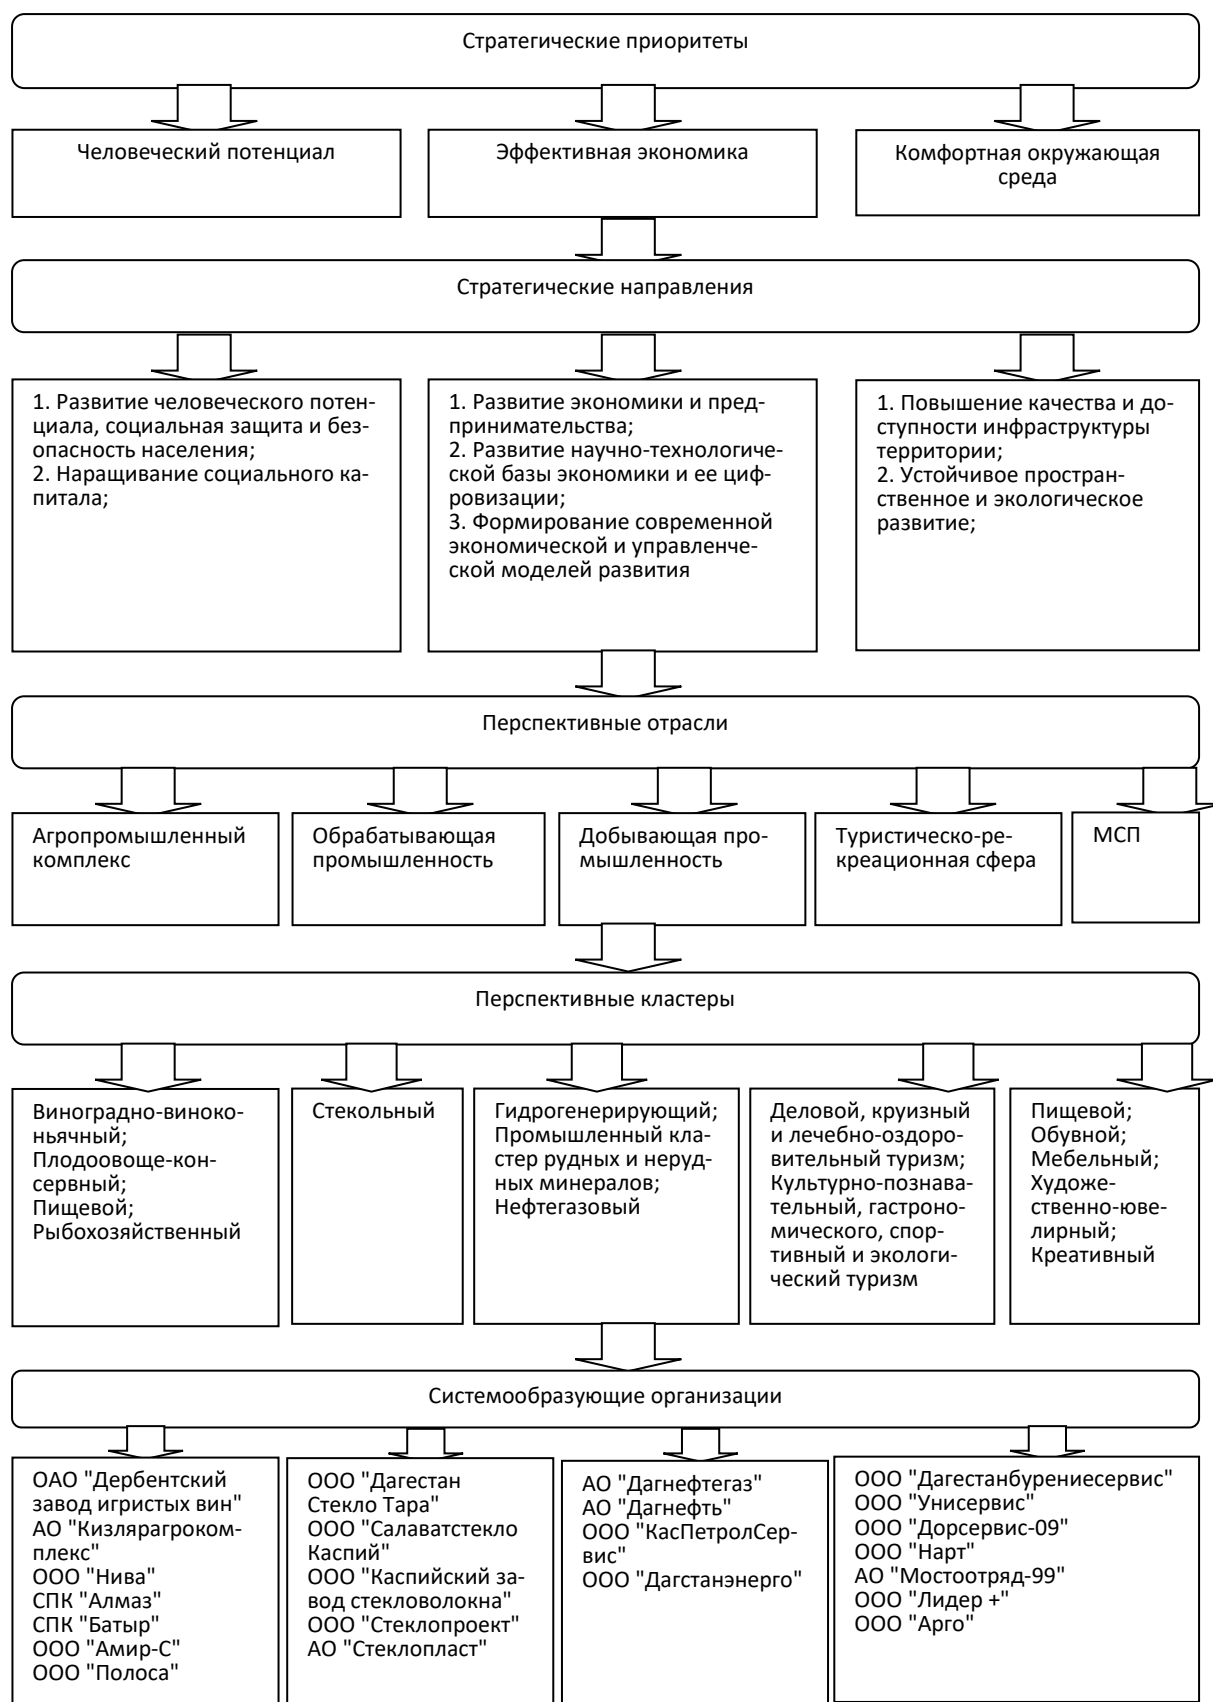 Стратегические приоритеты
Человеческий потенциал
Эффективная экономика
Комфортная окружающая
среда
Стратегические направления
1. Развитие человеческого потен-
циала, социальная защита и без-
опасность населения;
2. Наращивание социального ка-
питала;
1. Развитие экономики и пред-
принимательства;
2. Развитие научно-технологиче-
ской базы экономики и ее циф-
ровизации;
3. Формирование современной
экономической и управленче-
ской моделей развития
1. Повышение качества и до-
ступности инфраструктуры
территории;
2. Устойчивое простран-
ственное и экологическое
развитие;
Перспективные отрасли
Агропромышленный
комплекс
Обрабатывающая
промышленность
Добывающая про-
мышленность
Туристическо-ре-
креационная сфера
МСП
Перспективные кластеры
Виноградно-виноко-
ньячный;
Плодоовоще-кон-
сервный;
Пищевой;
Рыбохозяйственный
Стекольный
Гидрогенерирующий;
Промышленный кла-
стер рудных и неруд-
ных минералов;
Нефтегазовый
Деловой, круизный
и лечебно-оздоро-
вительный туризм;
Культурно-познава-
тельный, гастроно-
мического, спор-
тивный и экологи-
ческий туризм
Пищевой;
Обувной;
Мебельный;
Художе-
ственно-юве-
лирный;
Креативный
Системообразующие организации
ОАО "Дербентский
завод игристых вин"
АО "Кизлярагроком-
плекс"
ООО "Нива"
СПК "Алмаз"
СПК "Батыр"
ООО "Амир-С"
ООО "Полоса"
ООО "Дагестан
Стекло Тара"
ООО "Салаватстекло
Каспий"
ООО "Каспийский за-
вод стекловолокна"
ООО "Стеклопроект"
АО "Стеклопласт"
АО "Дагнефтегаз"
АО "Дагнефть"
ООО "КасПетролСер-
вис"
ООО "Дагстанэнерго"
ООО "Дагестанбурениесервис"
ООО "Унисервис"
ООО "Дорсервис-09"
ООО "Нарт"
АО "Мостоотряд-99"
ООО "Лидер +"
ООО "Арго"